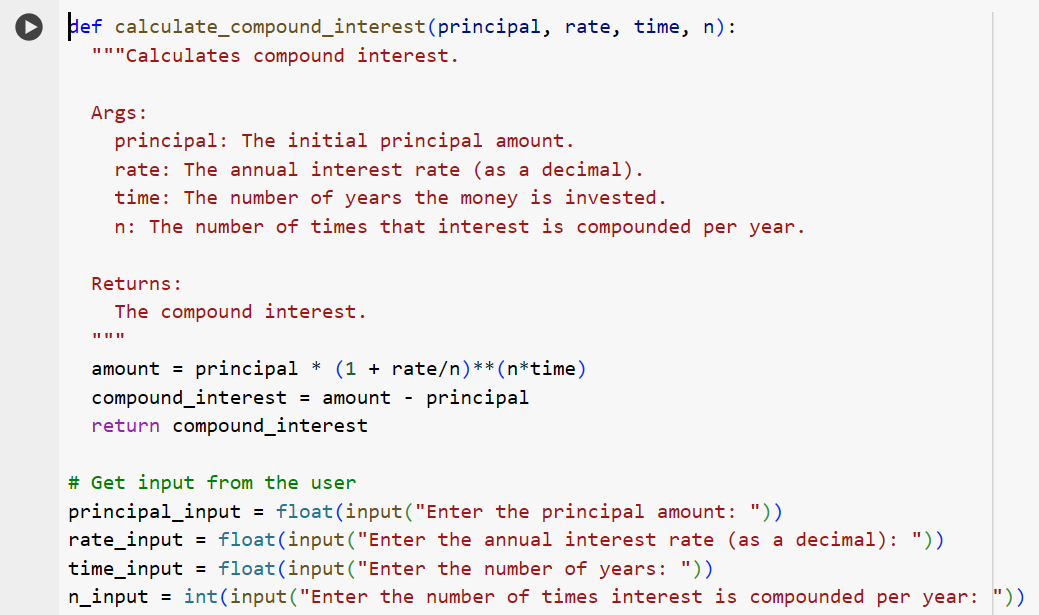 def calculate_compound_interest(principal, rate, time, n):
  """Calculates compound interest.

  Args:
    principal: The initial principal amount.
    rate: The annual interest rate (as a decimal).
    time: The number of years the money is invested.
    n: The number of times that interest is compounded per year.

  Returns:
    The compound interest.
  """
  amount = principal * (1 + rate/n)**(n*time)
  compound_interest = amount - principal
  return compound_interest

# Get input from the user
principal_input = float(input("Enter the principal amount: "))
rate_input = float(input("Enter the annual interest rate (as a decimal): "))
time_input = float(input("Enter the number of years: "))
n_input = int(input("Enter the number of times interest is compounded per year: "))